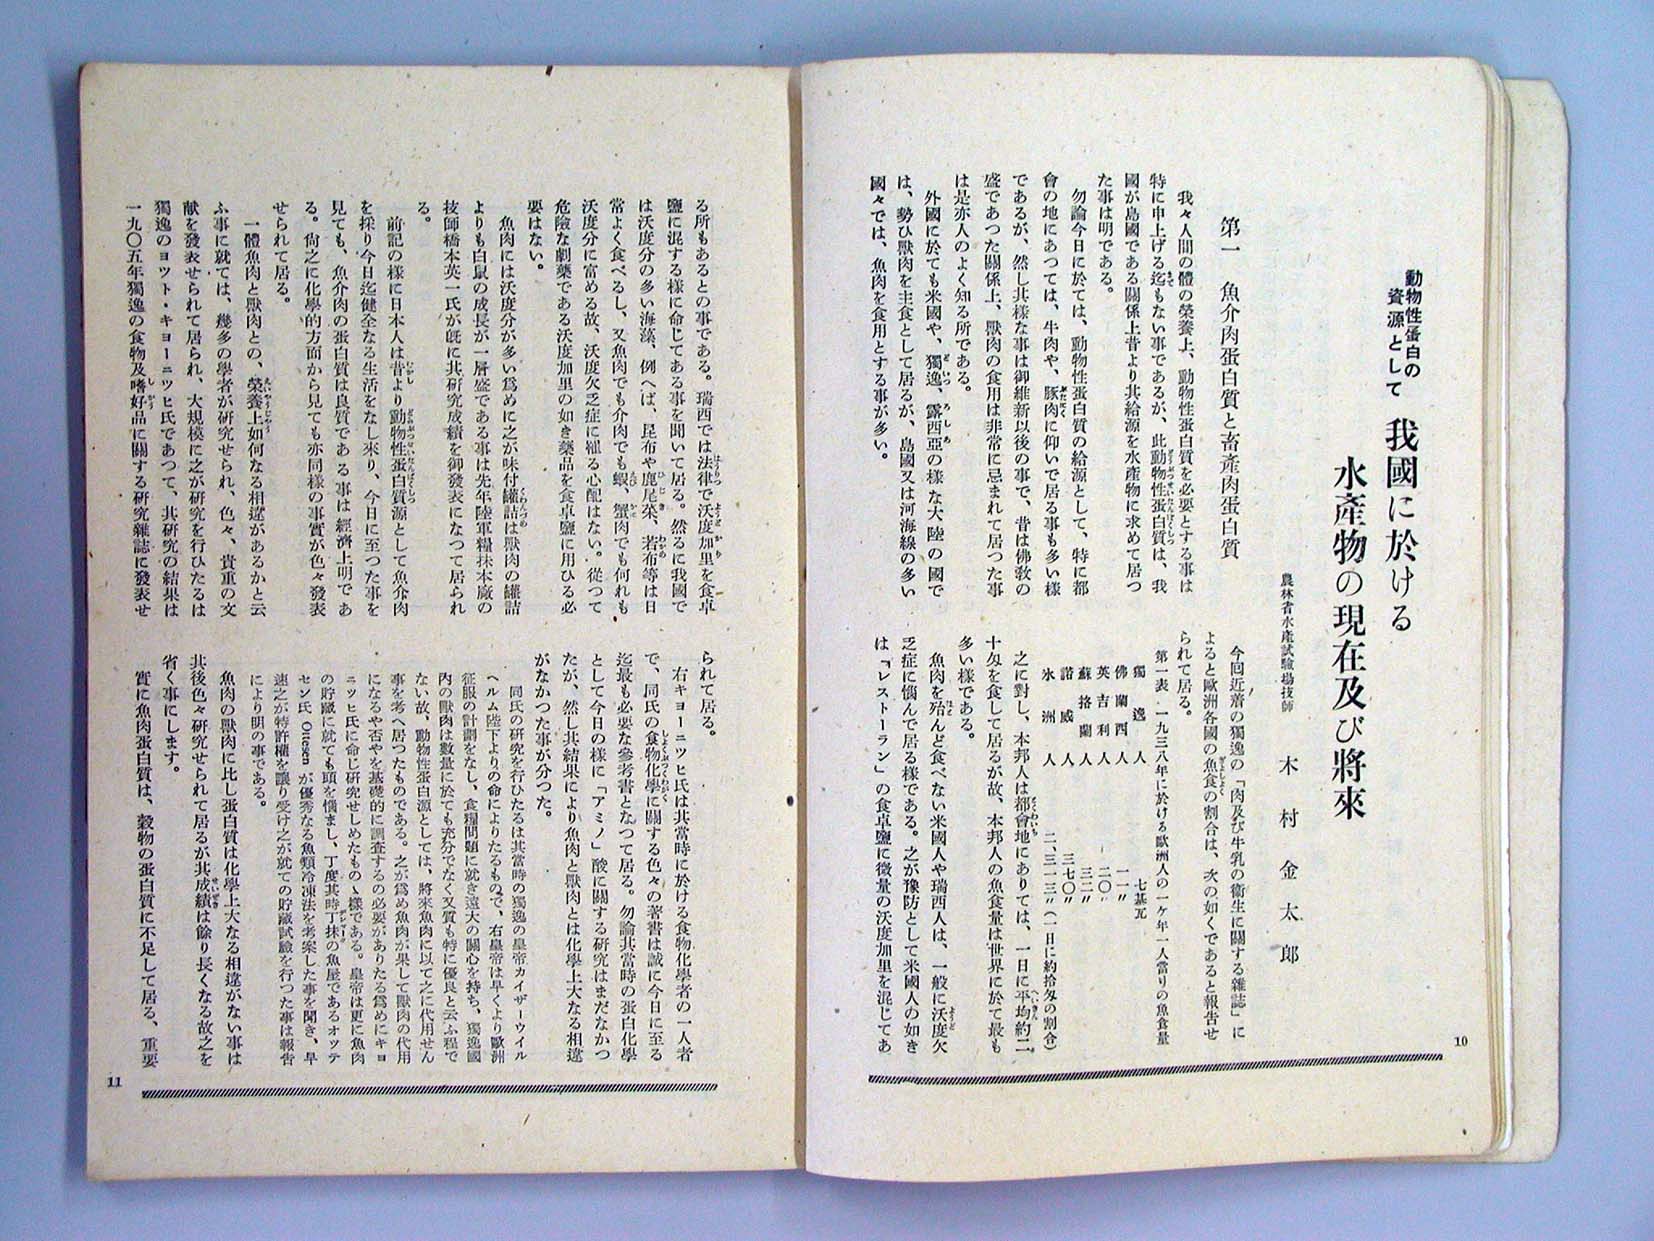 動物性蛋白の
資源として
我國に於ける
水產物の現在及び將來
農林省水產試驗場技師
木村金太郎
第一 魚介肉蛋白質と畜產肉蛋白質
我々人間の體の榮養上、動物性蛋白質を必要とする事は
特に申上げる迄もない事であるが、此動物性蛋白質は、我
國が島國である關係上昔より其給源を水產物に求めて居つ
た事は明である。
勿論今日に於ては、動物性蛋白質の給源として、特に都
會の地にあつては、牛肉や、豚肉に仰いで居る事も多い樣
であるが、然し其樣な事は御維新以後の事で、昔は佛敎の
盛であつた關係上、獸肉の食用は非常に忌まれて居つた事
は是亦人のよく知る所である。
外國に於ても米國や、獨逸、露西亞の樣な大陸の國で
は、勢ひ獸肉を主食として居るが、島國又は河海線の多い
國々では、魚肉を食用とする事が多い。
今回近着の獨逸の「肉及び牛乳の衞生に關する雜誌」に
よると歐洲各國の魚食の割合は、次の如くであると報告せ
られて居る。
第一表 一九三八年に於ける歐洲人の一ケ年一人當りの魚食量
獨逸人 七基瓦
佛蘭西人 一一〃
英吉利人 二〇〃
蘇格蘭人 三二〃
諾威人 三七〇〃
氷洲人 二、三一三〃(一日に約拾匁の割合)
之に對し、本邦人は都會地にありては、一日に平均約二
十匁を食して居るが故、本邦人の魚食量は世界に於て最も
多い樣である。
魚肉を殆んど食べない米國人や瑞西人は、一般に沃度欠
乏症に惱んで居る樣である。之が豫防として米國人の如き
は「レストーラン」の食卓鹽に微量の沃度加里を混じてあ
10
る所もあるとの事である。瑞西では法律で沃度加里を食卓
鹽に混する樣に命じてある事を聞いて居る。然るに我國で
は沃度分の多い海藻、例へば、昆布や鹿尾菜、若布等は日
常よく食べるし、又魚肉でも介肉でも蝦、蟹肉でも何れも
沃度分に富める故、沃度欠乏症に罹る心配はない。從つて
危險な劇藥である沃度加里の如き藥品を食卓鹽に用ひる必
要はない。
魚肉には沃度分が多い爲めに之が味付罐詰は獸肉の罐詰
よりも白鼠の成長が一層盛である事は先年陸軍糧抹本廠の
技師橋本英一氏が旣に其硏究成績を御發表になつて居られ
る。
前記の樣に日本人は昔より動物性蛋白質源として魚介肉
を採り今日迄健全なる生活をなし來り、今日に至つた事を
見ても、魚介肉の蛋白質は良質である事は經濟上明であ
る。尙之に化學的方面から見ても亦同樣の事實が色々發表
せられて居る。
一體魚肉と獸肉との、榮養上如何なる相違があるかと云
ふ事に就ては、幾多の學者が硏究せられ、色々、貴重の文
獻を發表せられて居られ、大規模に之が硏究を行ひたるは
獨逸のヨツト・キヨーニツヒ氏であつて、其硏究の結果は
一九〇五年獨逸の食物及嗜好品に關する硏究雜誌に發表せ
られて居る。
右キヨーニツヒ氏は其當時に於ける食物化學者の一人者
で、同氏の食物化學に關する色々の著書は誠に今日に至る
迄最も必要な參考書となつて居る。勿論其當時の蛋白化學
として今日の樣に「アミノ」酸に關する硏究はまだなかつ
たが、然し其結果により魚肉と獸肉とは化學上大なる相違
がなかつた事が分つた。
同氏の硏究を行ひたるは其當時の獨逸の皇帝カイザーウイル
ヘルム陛下よりの命によりたるもので、右皇帝は早くより歐洲
征服の計劃をなし、食糧問題に就き遠大の關心を持ち、獨逸國
內の獸肉は數量に於ても充分でなく又質も特に優良と云ふ程で
ない故、動物性蛋白源としては、將來魚肉に以て之に代用せん
事を考へ居つたものである。之が爲め魚肉が果して獸肉の代用
になるや否やを基礎的に調査するの必要がありたる爲めにキヨ
ニツヒ氏に命じ硏究せしめたものゝ樣である。皇帝は更に魚肉
の貯藏に就ても頭を惱まし、丁度其時丁抹の魚屋であるオツテ
セン氏 Ottesen が優秀なる魚類冷凍法を考案した事を聞き、早
速之が特許權を讓り受け之が就ての貯藏試驗を行つた事は報告
により明の事である。
魚肉の獸肉に比し蛋白質は化學上大なる相違がない事は
其後色々硏究せられて居るが其成績は餘り長くなる故之を
省く事にします。
實に魚肉蛋白質は、穀物の蛋白質に不足して居る、重要
11